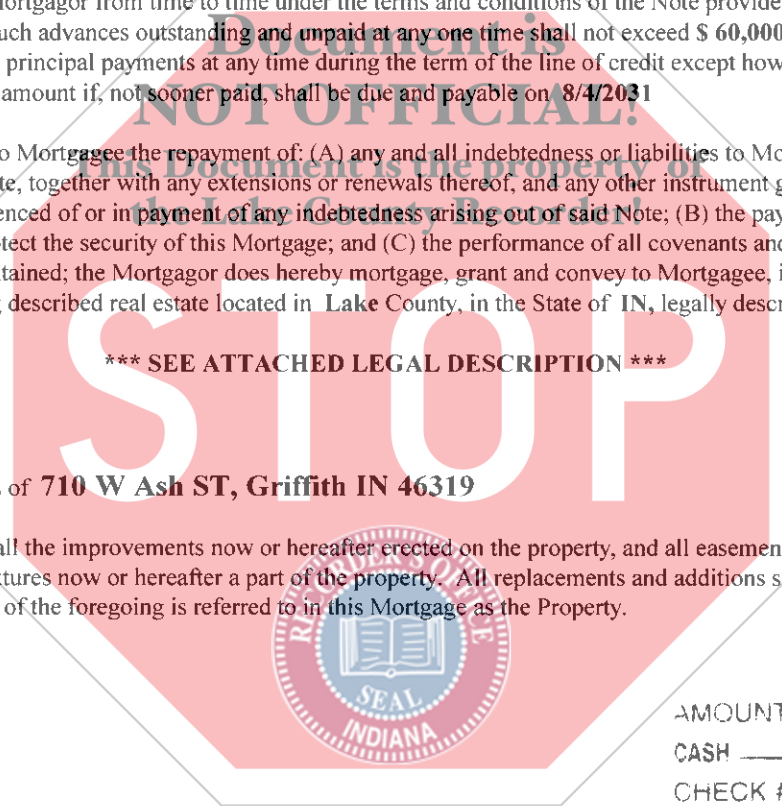 ortgagor from time to time under the terms and conditions of the Note provide
uch advances outstanding and unpaid at any one time shall not exceed $ 60,000
Document is
principal payments at any time during the term of the line of credit except how
amount if, not sooner paid, shall be due and payable on 8/4/2031
NOT OFFICIAL!
o Mortgagee the repayment of: (A) any and all indebtedness or liabilities to Mo
This Document is the property of
te, together with any extensions or renewals thereof, and any other instrument g
enced of or in payment of any indebtedness arising out of said Note; (B) the pay
the Lake County Recorder!
otect the security of this Mortgage; and (C) the performance of all covenants and
tained; the Mortgagor does hereby mortgage, grant and convey to Mortgagee, i
g described real estate located in Lake County, in the State of IN, legally descr
*** SEE ATTACHED LEGAL DESCRIPTION ***
STOP
of 710 W Ash ST, Griffith IN 46319
all the improvements now or hereafter erected on the property, and all easemen
xtures now or hereafter a part of the property. All replacements and additions s
of the foregoing is referred to in this Mortgage as the Property.
RECORDER'S OFFICE
SEAL
INDIANA
AMOUNT
CASH
CHECK #